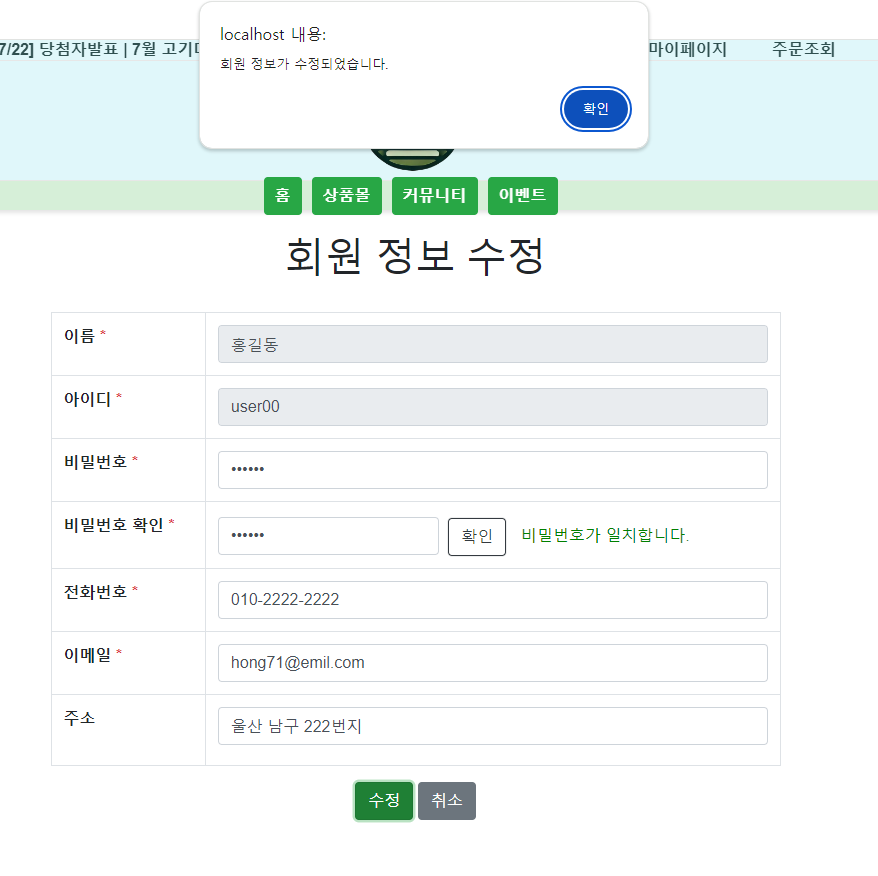 localhost 내용:
회원 정보가 수정되었습니다.
확인
7/22] 당첨자발표 | 7월 고기
마이페이지 주문조회
홈 상품몰 커뮤니티 이벤트
회원 정보 수정
이름 * 홍길동
아이디 * user00
비밀번호 * ••••••
비밀번호 확인 * •••••• 확인 비밀번호가 일치합니다.
전화번호 * 010-2222-2222
이메일 * hong71@emil.com
주소 울산 남구 222번지
수정 취소